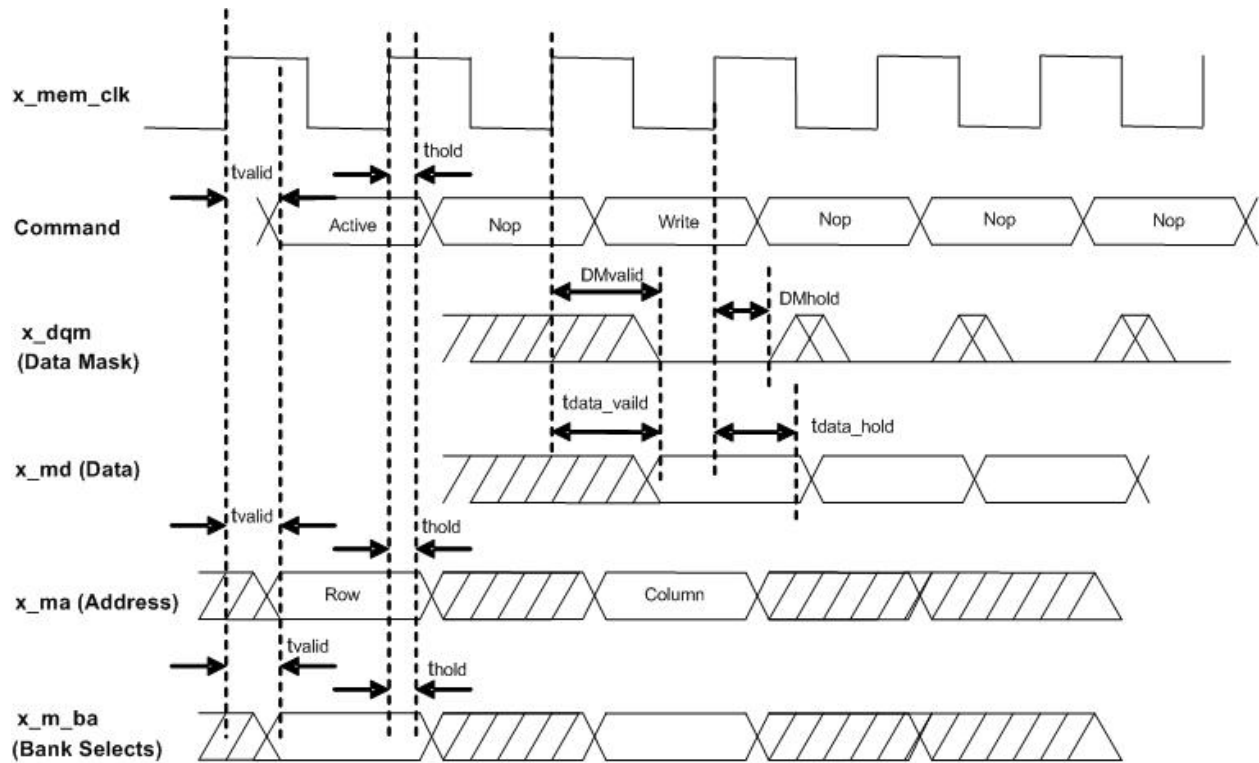 x_mem_clk
thold
tvalid
Command
Active
Nop
Write
Nop
Nop
Nop
DMvalid
DMhold
x_dqm
(Data Mask)
tdata_vaild
tdata_hold
x_md (Data)
tvalid
thold
x_ma (Address)
Row
Column
tvalid
thold
x_m_ba
(Bank Selects)